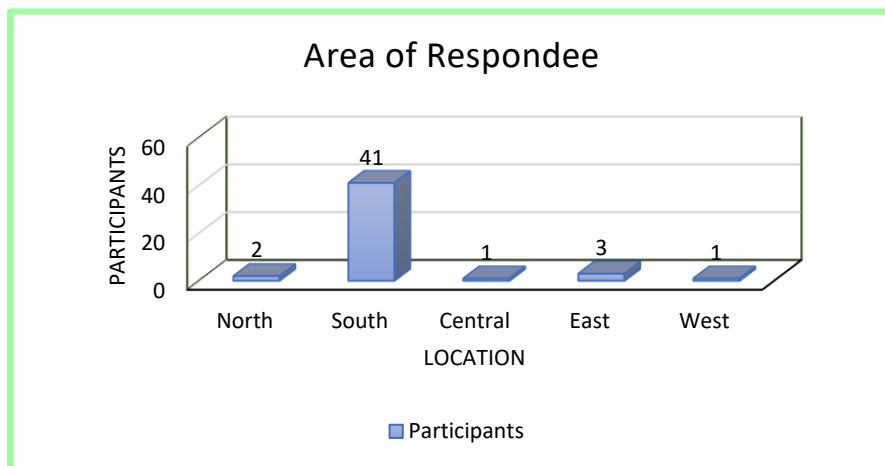 Area of Respondee
PARTICIPANTS
60
40
20
0
2
41
1
3
1
North South Central East West
LOCATION
Participants